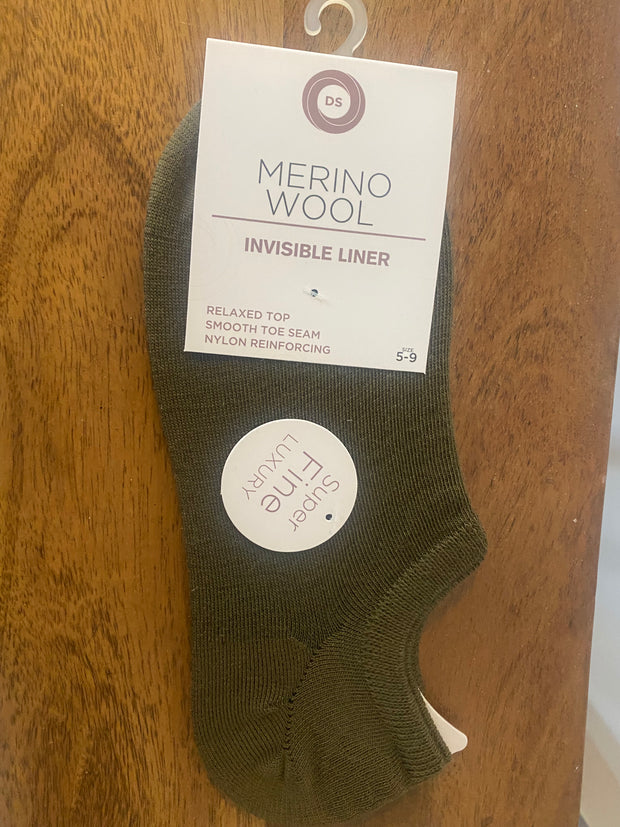 DS
MERINO
WOOL
INVISIBLE LINER
RELAXED TOP
SMOOTH TOE SEAM
NYLON REINFORCING
SIZE
5-9
Super
Fine
LUXURY